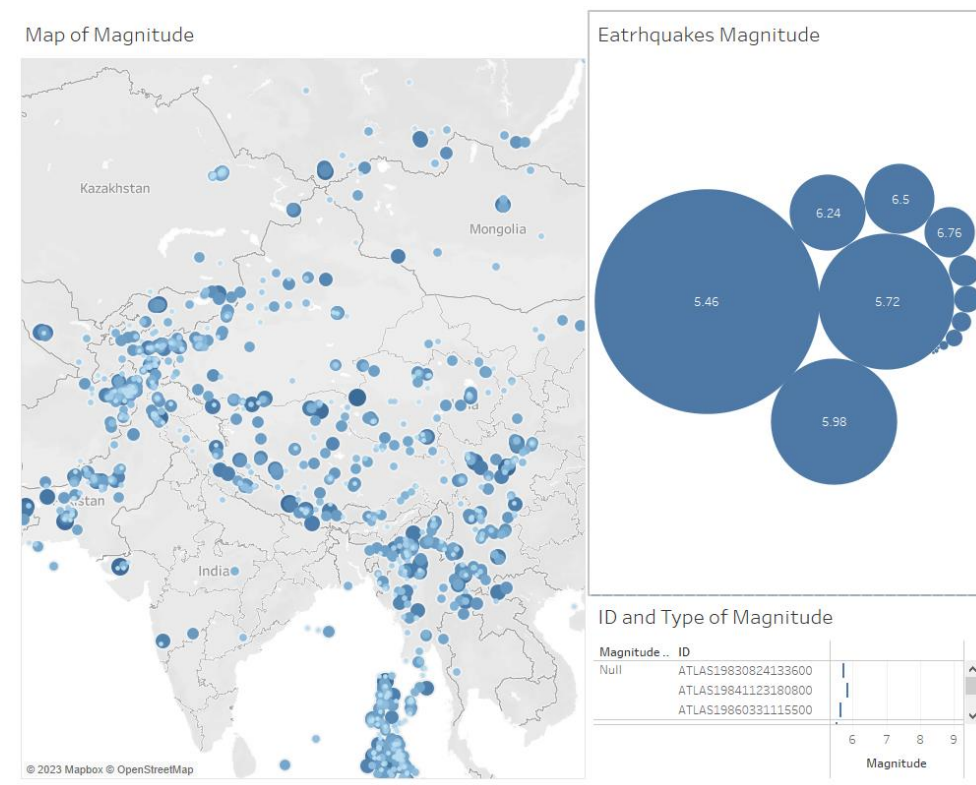 Map of Magnitude
Kazakhstan
Mongolia
India
© 2023 Mapbox © OpenStreetMap
Eatrhquakes Magnitude
6.24
6.5
6.76
5.46
5.72
5.98
ID and Type of Magnitude
Magnitude .. ID
Null ATLAS19830824133600
ATLAS19841123180800
ATLAS19860331115500
6 7 8 9
Magnitude